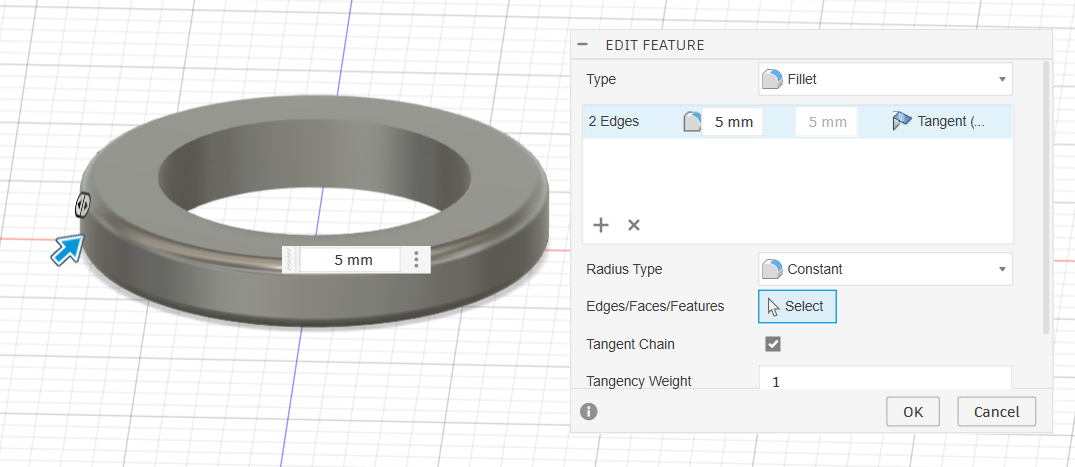 EDIT FEATURE
Type Fillet
2 Edges 5 mm 5 mm Tangent (...
Radius Type Constant
Edges/Faces/Features Select
Tangent Chain
Tangency Weight 1
OK Cancel
5 mm